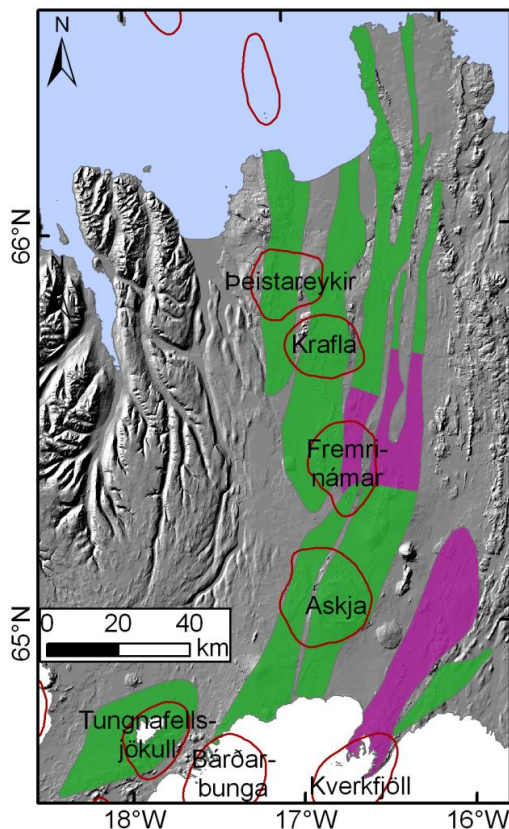 N
66°N
Þeistareykir
Krafla
Fremri-
námar
Askja
65°N
0 20 40
km
Tungnafells-
jökull
Bárðar-
bunga
Kverkfjöll
18°W
17°W
16°W